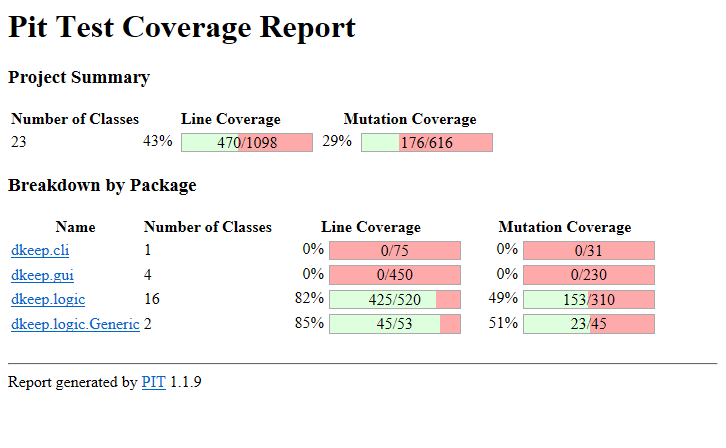 Pit Test Coverage Report
Project Summary
Number of Classes Line Coverage Mutation Coverage
23 43% 470/1098 29% 176/616
Breakdown by Package
Name Number of Classes Line Coverage Mutation Coverage
dkeep.cli 1 0% 0/75 0% 0/31
dkeep.gui 4 0% 0/450 0% 0/230
dkeep.logic 16 82% 425/520 49% 153/310
dkeep.logic.Generic 2 85% 45/53 51% 23/45
Report generated by PIT 1.1.9